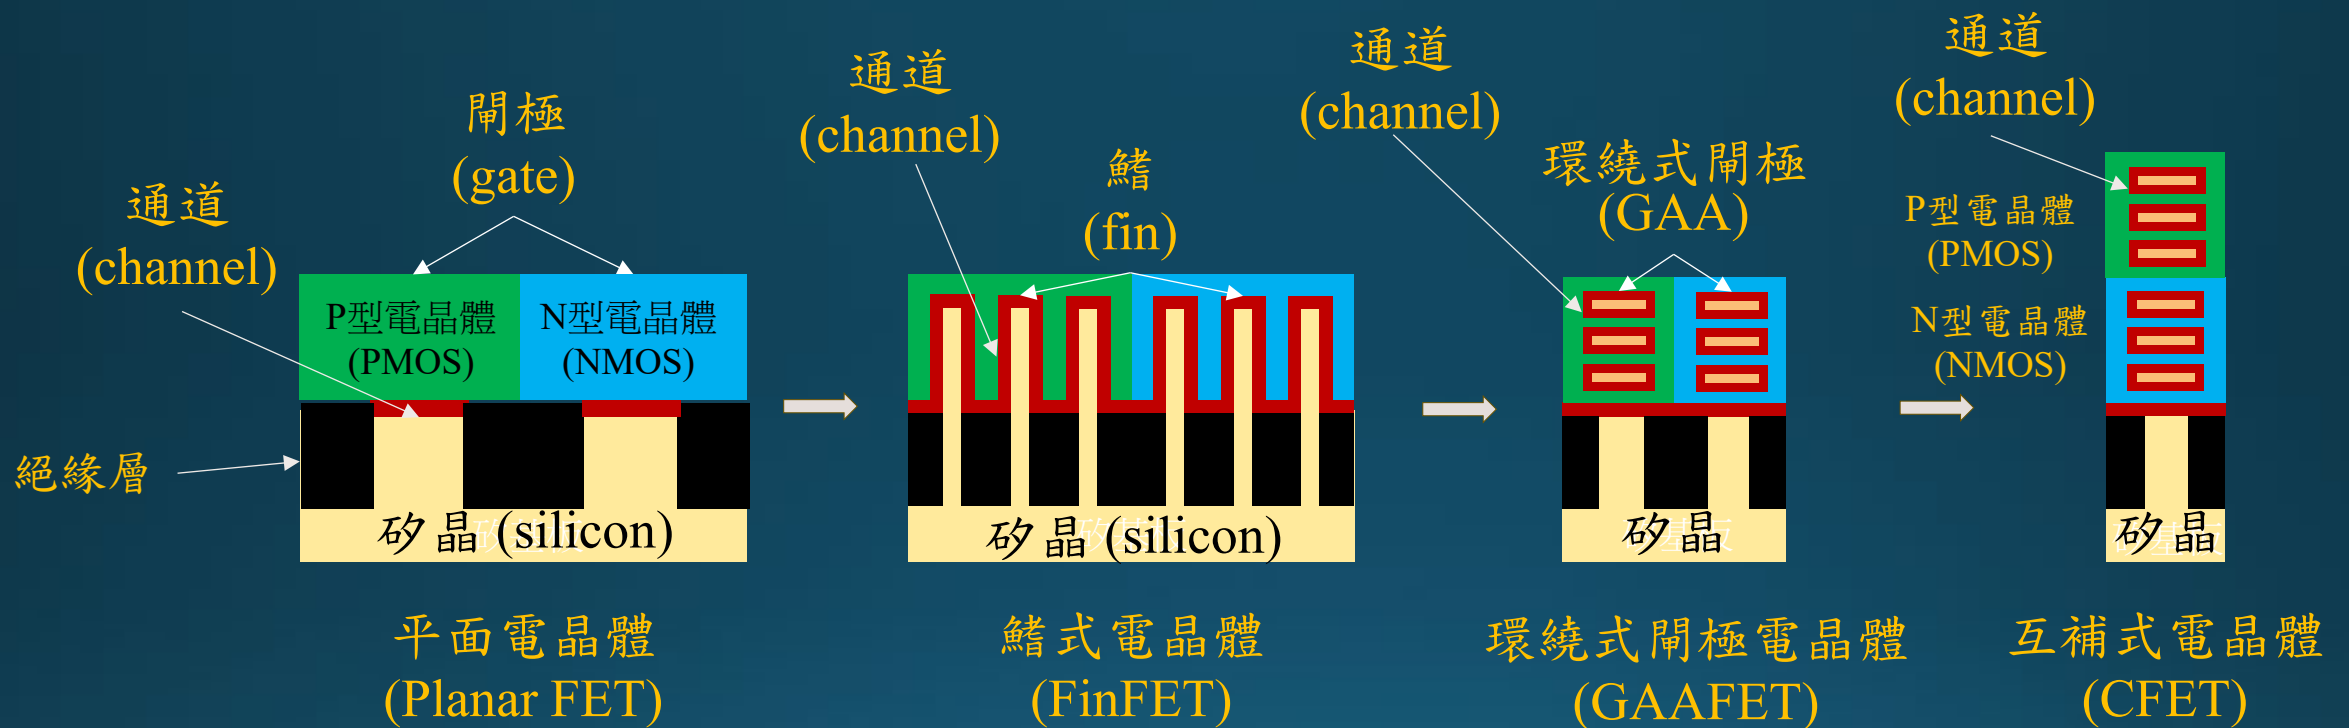 通道
(channel)
閘極
(gate)
P型電晶體
(PMOS)
N型電晶體
(NMOS)
絕緣層
矽晶 (silicon)
平面電晶體
(Planar FET)
通道
(channel)
鰭
(fin)
矽晶 (silicon)
鰭式電晶體
(FinFET)
通道
(channel)
環繞式閘極
(GAA)
矽晶
環繞式閘極電晶體
(GAAFET)
通道
(channel)
P型電晶體
(PMOS)
N型電晶體
(NMOS)
矽晶
互補式電晶體
(CFET)